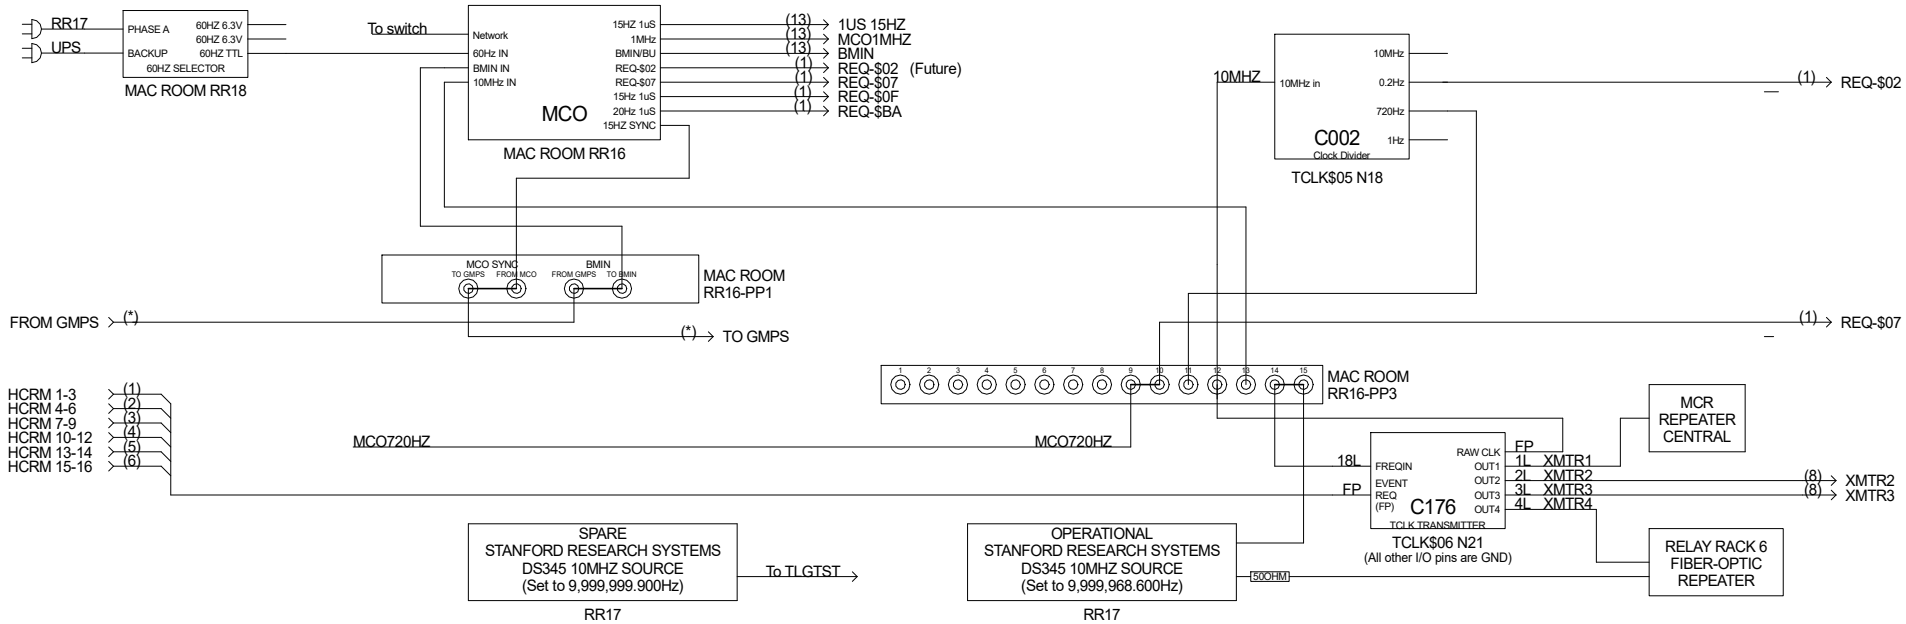 RR17
UPS
PHASE A
BACKUP
60HZ 6.3V
60HZ 6.3V
60HZ TTL
60HZ SELECTOR
MAC ROOM RR18
To switch
Network
60Hz IN
BMIN IN
10MHz IN
15HZ 1uS
1MHz
BMIN/BU
REQ-$02
REQ-$07
15Hz 1uS
20Hz 1uS
15HZ SYNC
MCO
MAC ROOM RR16
(13) 1US 15HZ
(13) MCO1MHZ
(13) BMIN
(1) REQ-$02 (Future)
(1) REQ-$07
(1) REQ-$0F
(1) REQ-$BA
10MHZ
10MHz in
10MHz
0.2Hz
720Hz
1Hz
C002
Clock Divider
TCLK$05 N18
(1) REQ-$02
MCO SYNC
TO GMPS FROM MCO
BMIN
FROM GMPS TO BMIN
MAC ROOM
RR16-PP1
FROM GMPS (*)
(*) TO GMPS
(1) REQ-$07
1 2 3 4 5 6 7 8 9 10 11 12 13 14 15
MAC ROOM
RR16-PP3
HCRM 1-3 (1)
HCRM 4-6 (2)
HCRM 7-9 (3)
HCRM 10-12 (4)
HCRM 13-14 (5)
HCRM 15-16 (6)
MCO720HZ
MCO720HZ
MCR
REPEATER
CENTRAL
18L
FP
FREQIN
EVENT
REQ
(FP)
RAW CLK
OUT1
OUT2
OUT3
OUT4
C176
TCLK TRANSMITTER
FP
1L XMTR1
2L XMTR2
3L XMTR3
4L XMTR4
(8) XMTR2
(8) XMTR3
TCLK$06 N21
(All other I/O pins are GND)
SPARE
STANFORD RESEARCH SYSTEMS
DS345 10MHZ SOURCE
(Set to 9,999,999.900Hz)
RR17
To TLGTST
OPERATIONAL
STANFORD RESEARCH SYSTEMS
DS345 10MHZ SOURCE
(Set to 9,999,968.600Hz)
RR17
50OHM
RELAY RACK 6
FIBER-OPTIC
REPEATER